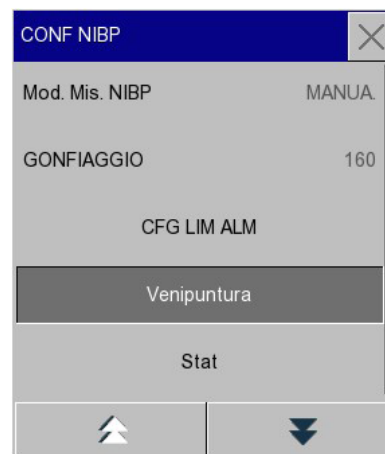 CONF NIBP
Mod. Mis. NIBP MANUA.
GONFIAGGIO 160
CFG LIM ALM
Venipuntura
Stat